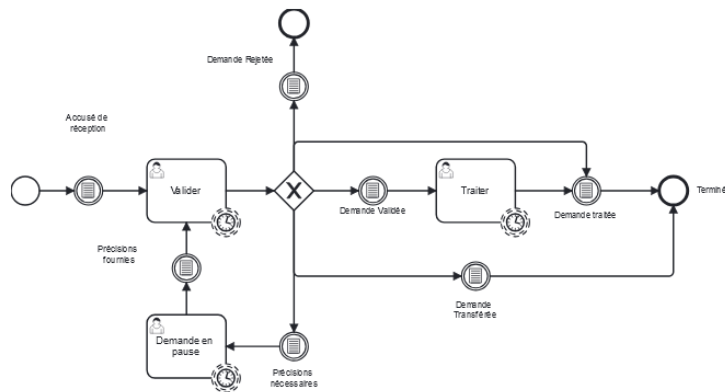 Demande Rejetée
Accusé de
réception
Valider
Demande Validée
Traiter
Demande traitée
Terminé
Précisions
fournies
Demande
Transférée
Demande en
pause
Précisions
nécessaires